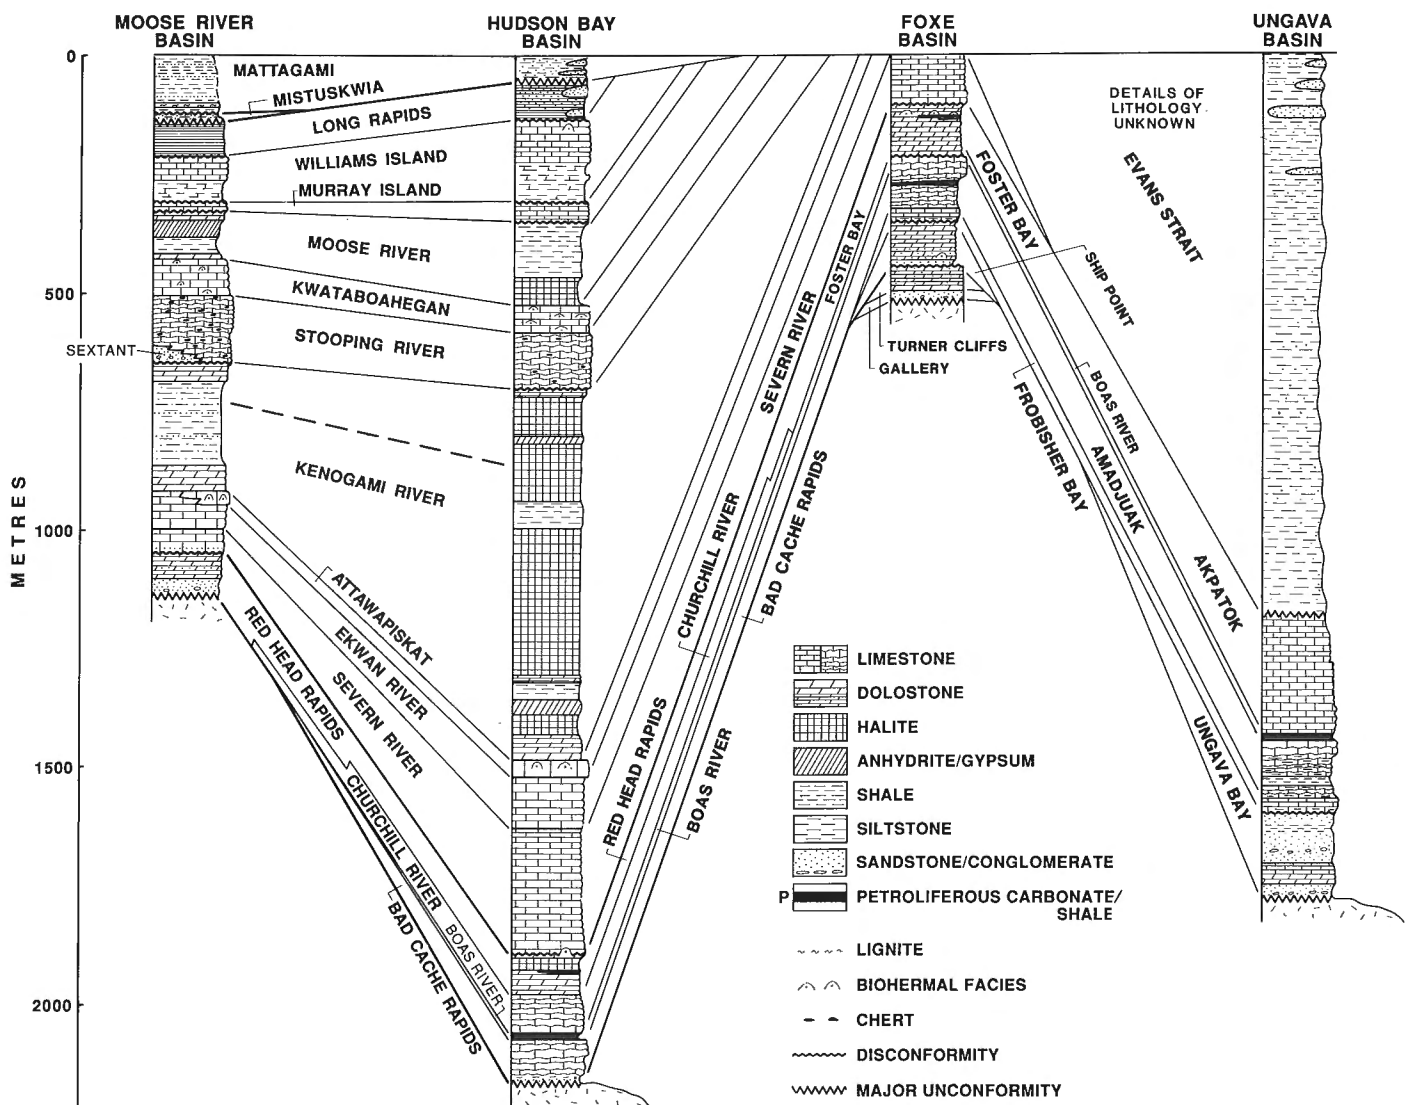 MOOSE RIVER
BASIN
HUDSON BAY
BASIN
FOXE
BASIN
UNGAVA
BASIN
METRES
0
500
1000
1500
2000
MATTAGAMI
MISTUSKWIA
LONG RAPIDS
WILLIAMS ISLAND
MURRAY ISLAND
MOOSE RIVER
KWATABOAHEGAN
STOOPING RIVER
SEXTANT
KENOGAMI RIVER
ATTAWAPISKAT
EKWAN RIVER
SEVERN RIVER
RED HEAD RAPIDS
CHURCHILL RIVER
BOAS RIVER
BAD CACHE RAPIDS
FOSTER BAY
SEVERN RIVER
CHURCHILL RIVER
BAD CACHE RAPIDS
RED HEAD RAPIDS
BOAS RIVER
TURNER CLIFFS
GALLERY
DETAILS OF
LITHOLOGY
UNKNOWN
EVANS STRAIT
FOSTER BAY
SHIP POINT
BOAS RIVER
FROBISHER BAY
AMADJUAK
AKPATOK
UNGAVA BAY
LIMESTONE
DOLOSTONE
HALITE
ANHYDRITE/GYPSUM
SHALE
SILTSTONE
SANDSTONE/CONGLOMERATE
P PETROLIFEROUS CARBONATE/
SHALE
LIGNITE
BIOHERMAL FACIES
CHERT
DISCONFORMITY
MAJOR UNCONFORMITY